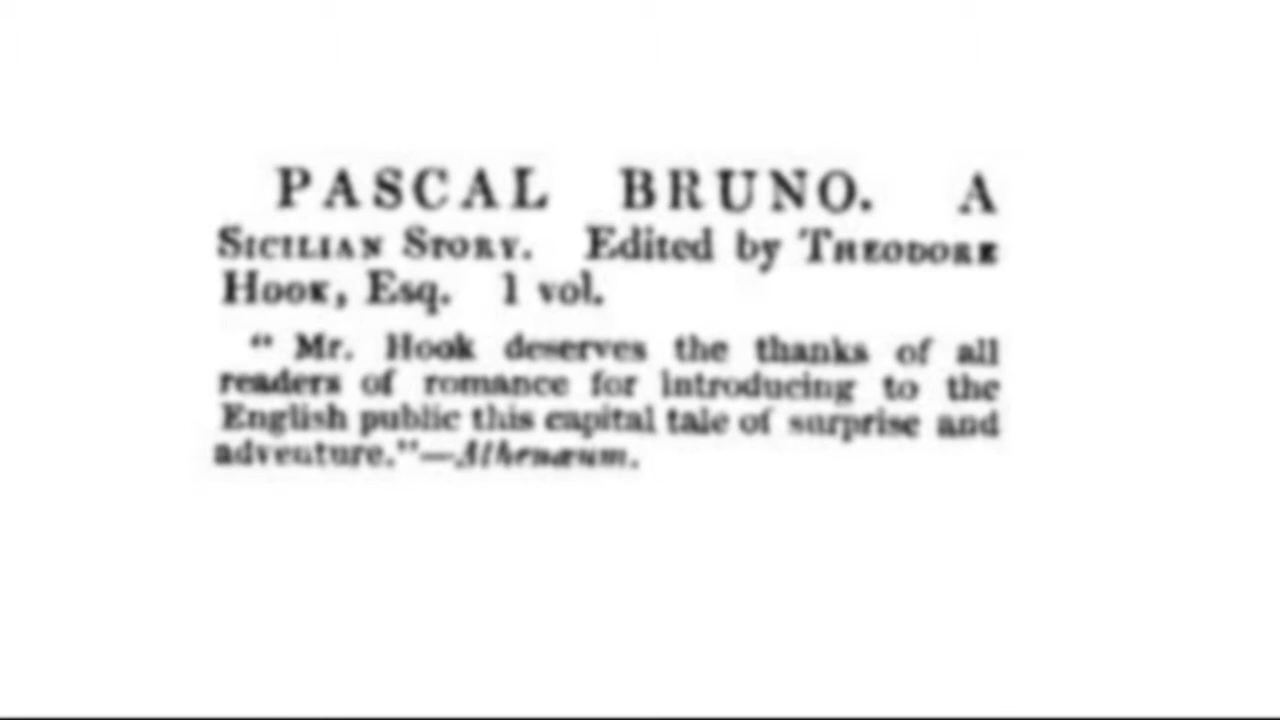 PASCAL BRUNO. A
SICILIAN STORY. Edited by THEODORE
HOOK, Esq. 1 vol.
" Mr. Hook deserves the thanks of all
readers of romance for introducing to the
English public this capital tale of surprise and
adventure."—Athenæum.